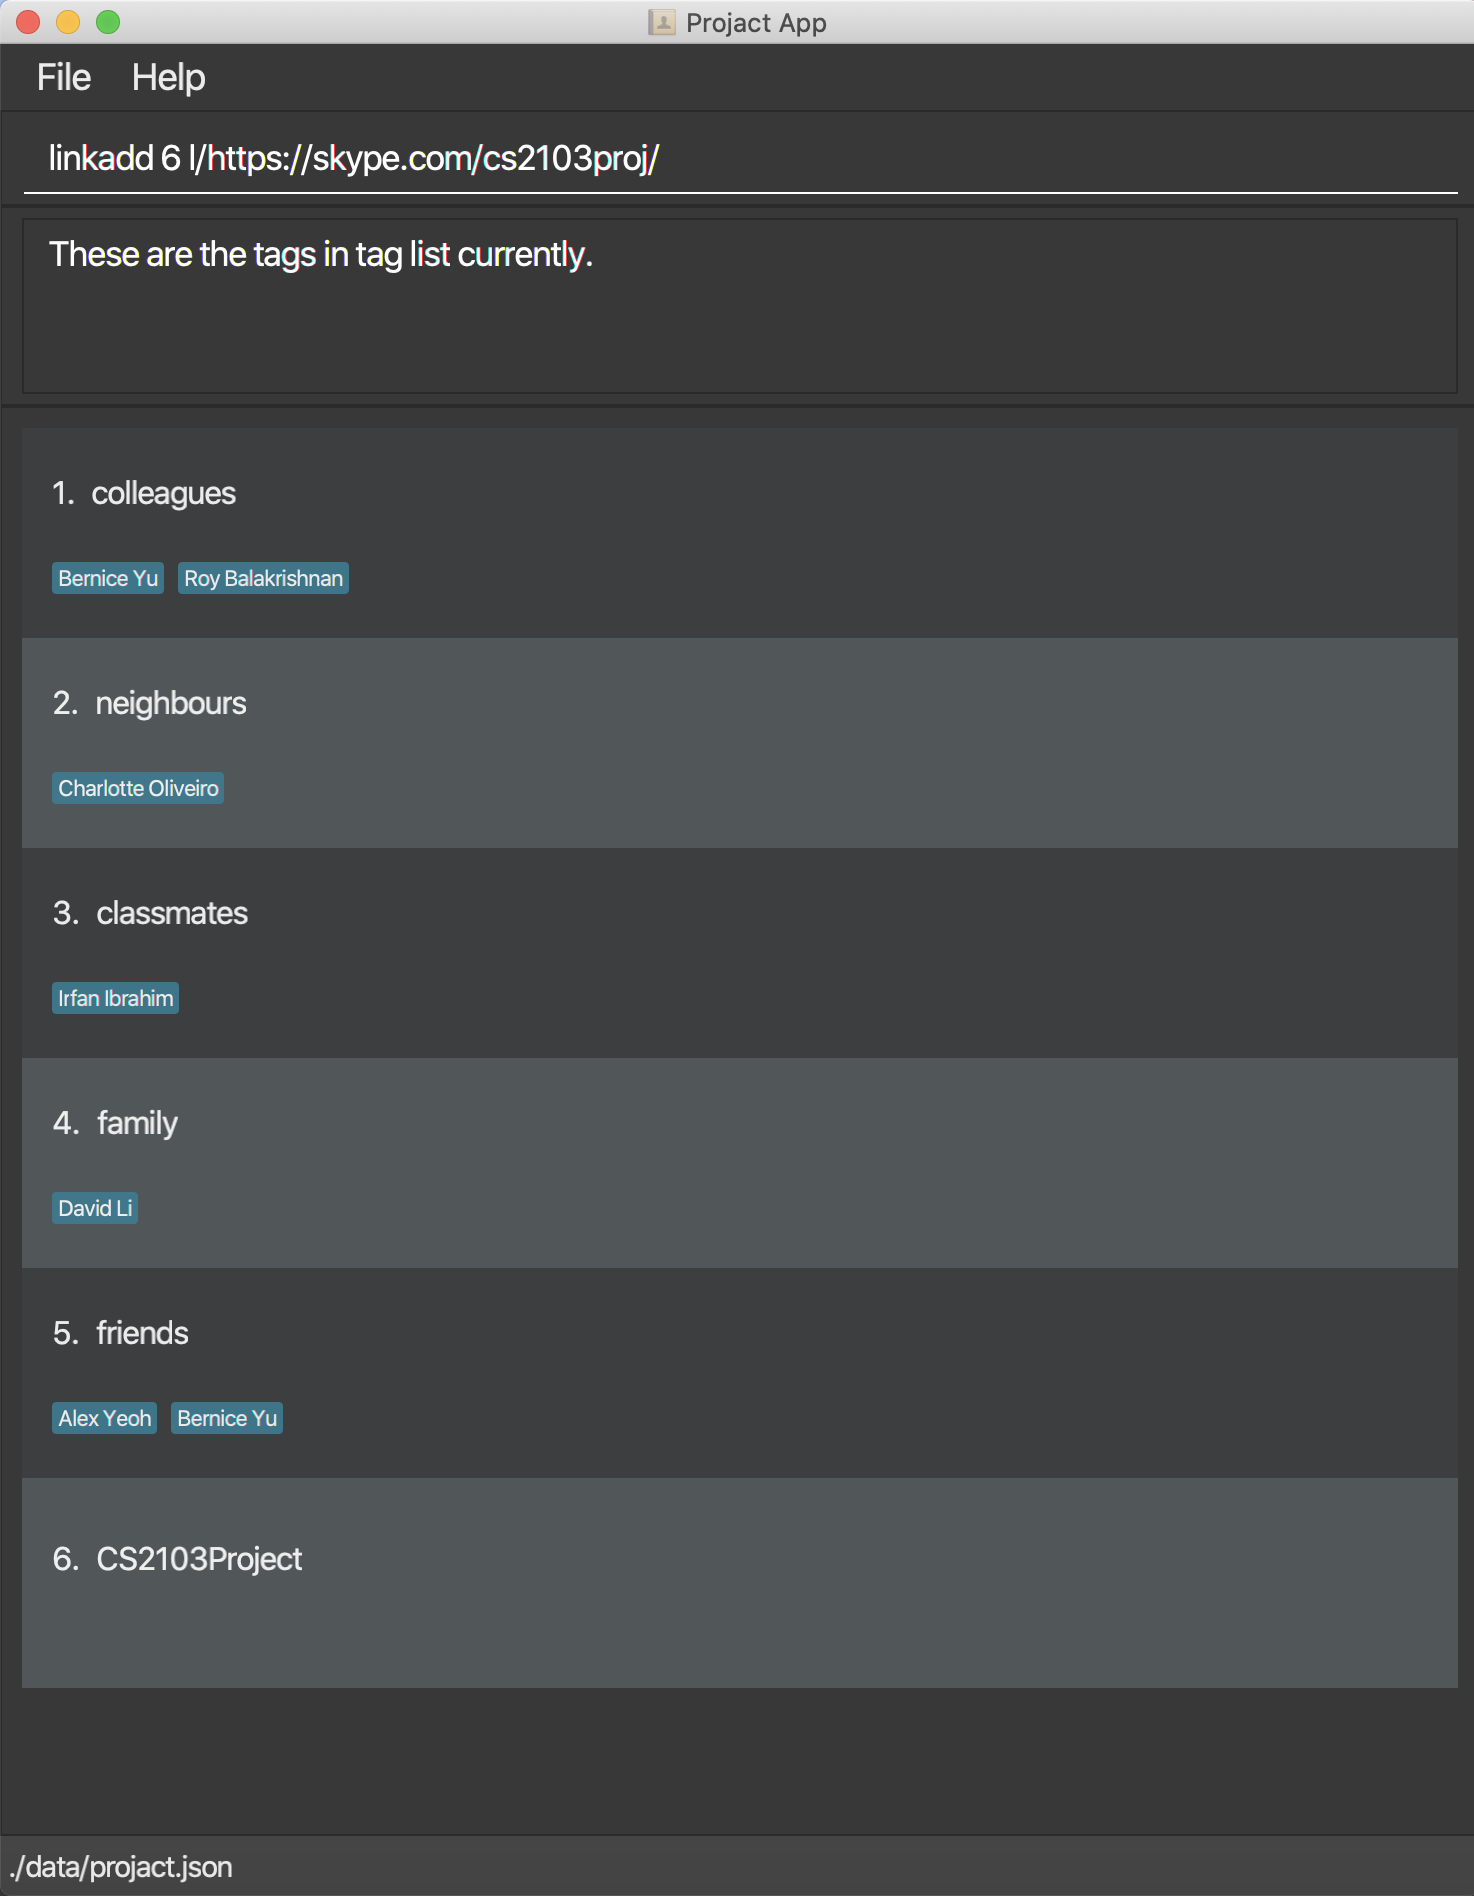 Projact App
File Help
linkadd 6 l/https://skype.com/cs2103proj/
These are the tags in tag list currently.
1. colleagues
Bernice Yu Roy Balakrishnan
2. neighbours
Charlotte Oliveiro
3. classmates
Irfan Ibrahim
4. family
David Li
5. friends
Alex Yeoh Bernice Yu
6. CS2103Project
./data/projact.json